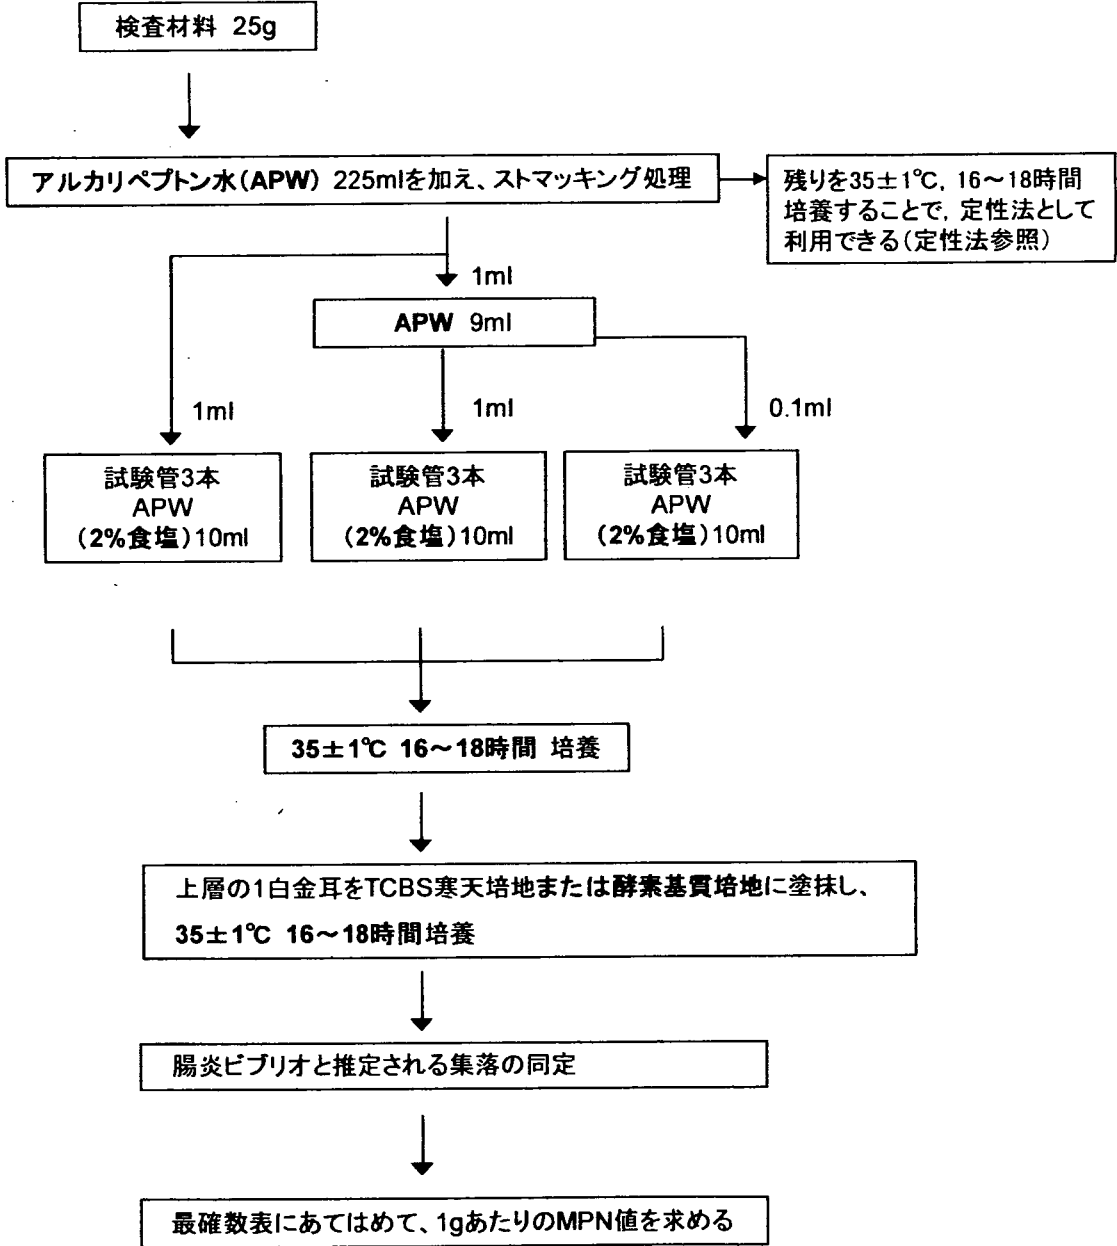 検査材料 25g
アルカリペプトン水(APW) 225mlを加え、ストマッキング処理
残りを35±1℃, 16～18時間
培養することで, 定性法として
利用できる(定性法参照)
1ml
APW 9ml
1ml
1ml
0.1ml
試験管3本
APW
(2%食塩)10ml
試験管3本
APW
(2%食塩)10ml
試験管3本
APW
(2%食塩)10ml
35±1℃ 16～18時間 培養
上層の1白金耳をTCBS寒天培地または酵素基質培地に塗抹し、
35±1℃ 16～18時間培養
腸炎ビブリオと推定される集落の同定
最確数表にあてはめて、1gあたりのMPN値を求める